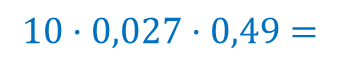 10 · 0,027 · 0,49 =